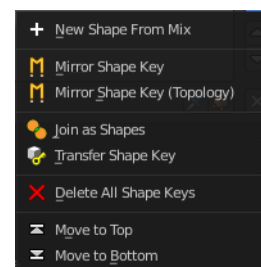 New Shape From Mix
Mirror Shape Key
Mirror Shape Key (Topology)
Join as Shapes
Transfer Shape Key
Delete All Shape Keys
Move to Top
Move to Bottom